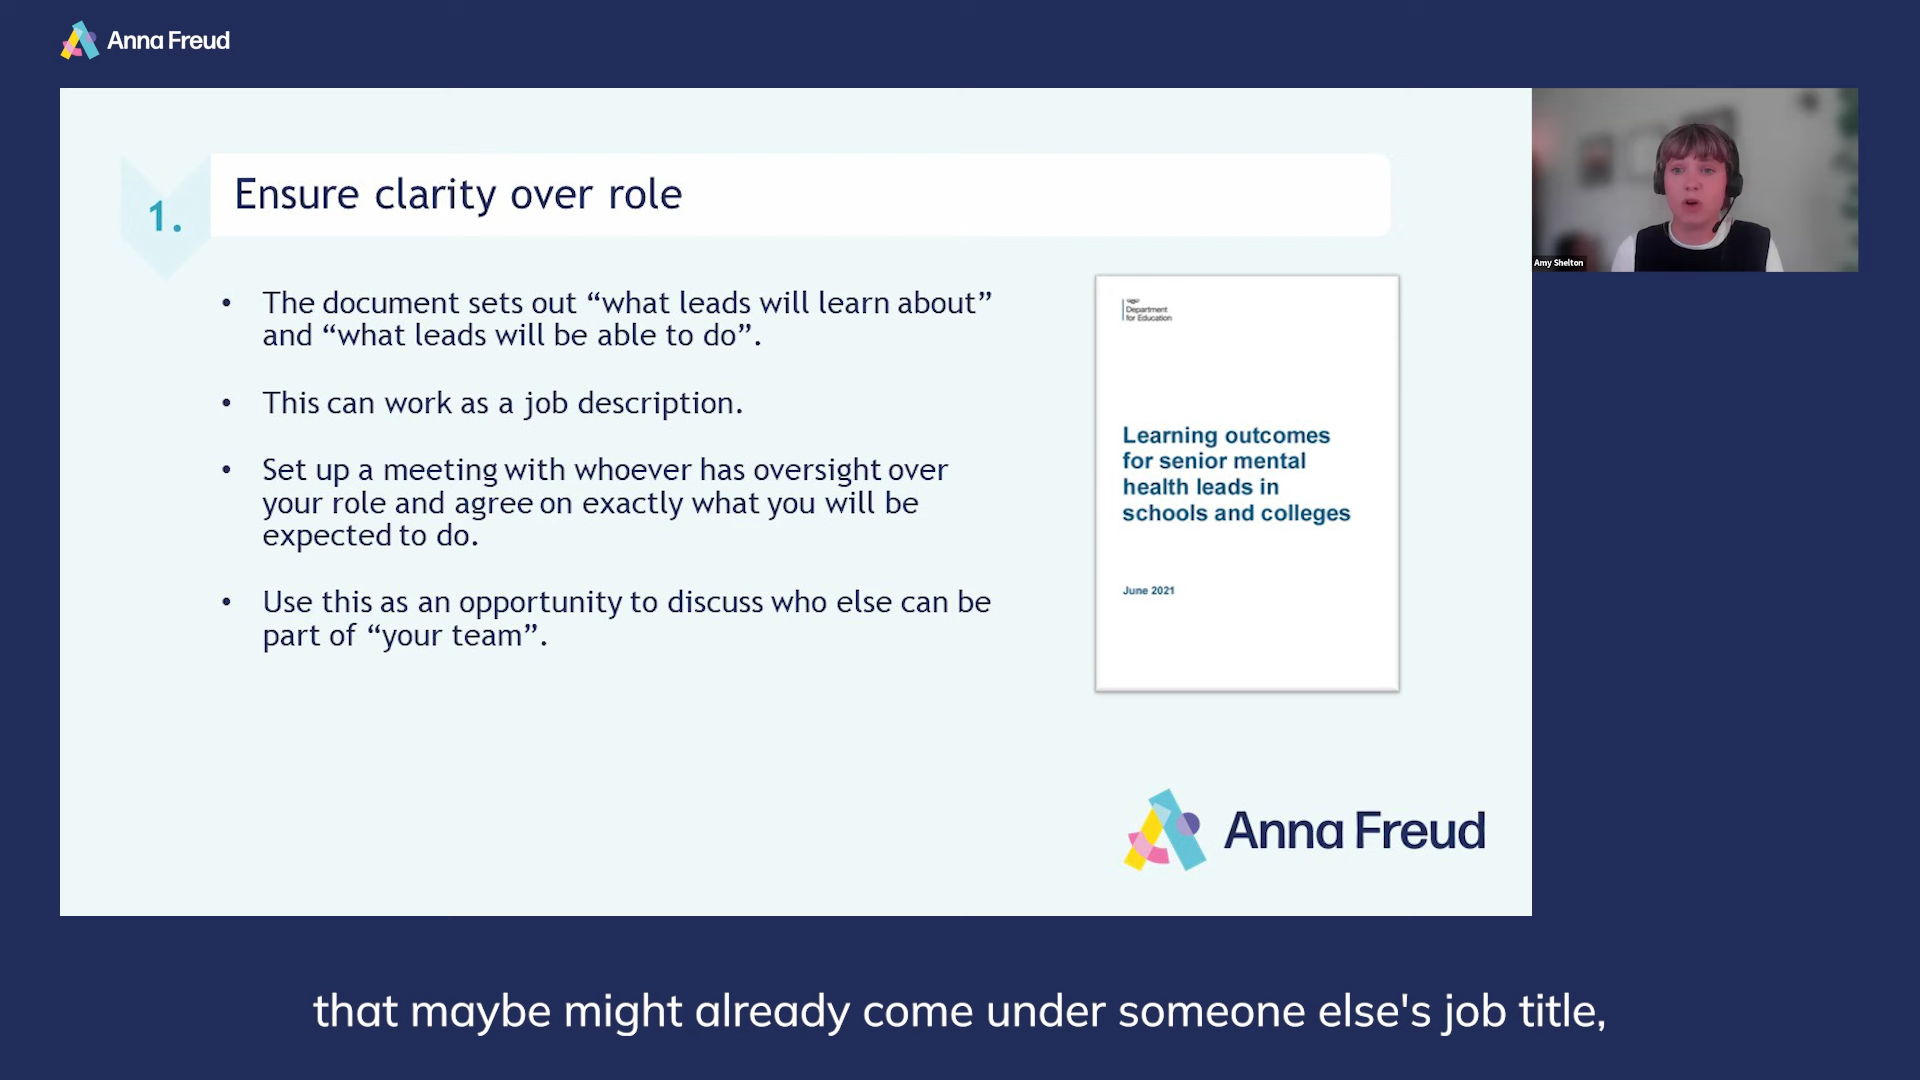 Anna Freud
1.
Ensure clarity over role
• The document sets out “what leads will learn about”
and “what leads will be able to do”.
• This can work as a job description.
• Set up a meeting with whoever has oversight over
your role and agree on exactly what you will be
expected to do.
• Use this as an opportunity to discuss who else can be
part of “your team”.
Department
for Education
Learning outcomes
for senior mental
health leads in
schools and colleges
June 2021
Anna Freud
Amy Shelton
that maybe might already come under someone else's job title,